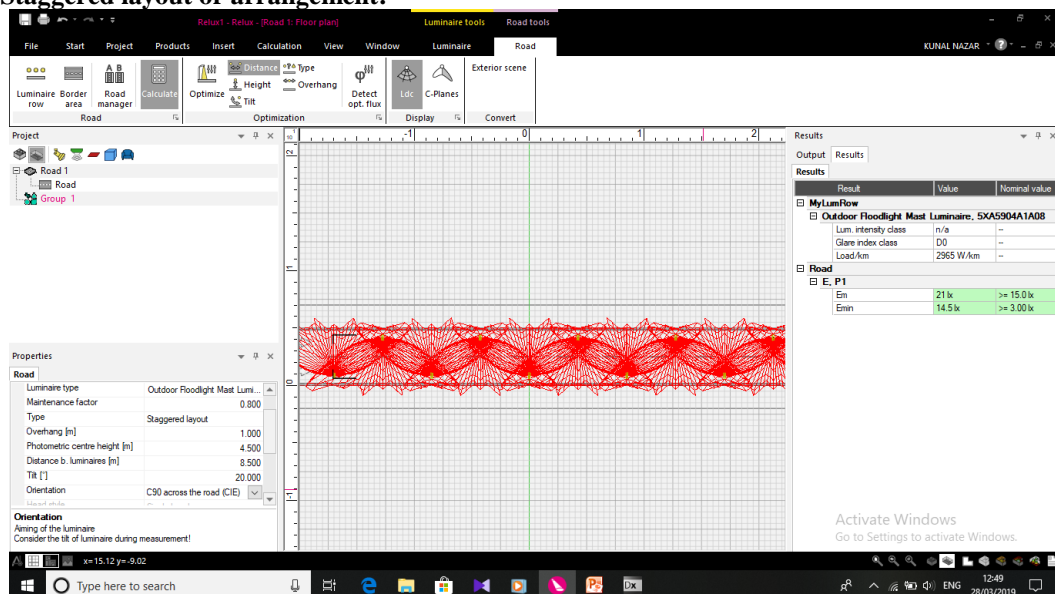 Staggered layout or arrangement:
Relux1 - Relux - [Road 1: Floor plan] Luminaire tools Road tools
File Start Project Products Insert Calculation View Window Luminaire Road KUNAL NAZAR
Luminaire row
Border area
Road manager
Calculate
Optimize
Distance
Height
Tilt
Type
Overhang
Detect opt. flux
Ldc
C-Planes
Exterior scene
Road Optimization Display Convert
Project
Road 1
Road
Group 1
Properties
Road
Luminaire type Outdoor Floodlight Mast Lumi...
Maintenance factor 0.800
Type Staggered layout
Overhang [m] 1.000
Photometric centre height [m] 4.500
Distance b. luminaires [m] 8.500
Tilt [°] 20.000
Orientation C90 across the road (CIE)
Orientation
Aiming of the luminaire
Consider the tilt of luminaire during measurement!
-1 0 1 2
2
1
0
-1
Results
Output Results
Results
Result Value Nominal value
MyLumRow
Outdoor Floodlight Mast Luminaire, 5XA5904A1A08
Lum. intensity class n/a --
Glare index class D0 --
Load/km 2965 W/km --
Road
E, P1
Em 21 lx >= 15.0 lx
Emin 14.5 lx >= 3.00 lx
Activate Windows
Go to Settings to activate Windows.
x=15.12 y=-9.02
Type here to search
ENG
12:49
28/03/2019